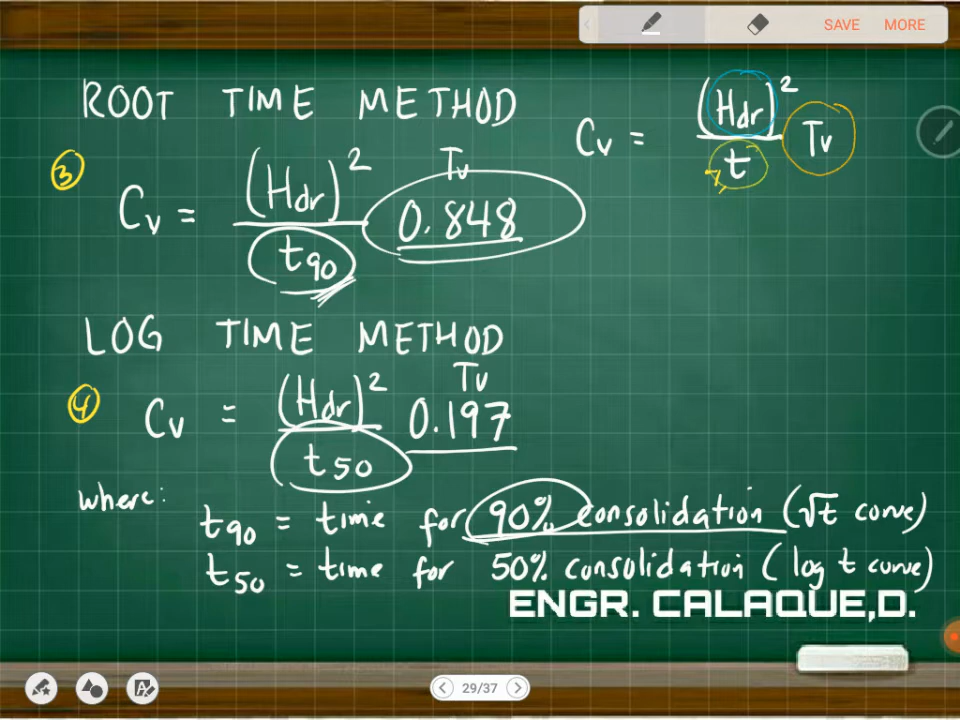 SAVE MORE
ROOT TIME METHOD
Cv = (Hdr)² / t Tv
③ Cv = (Hdr)² / t90 0.848 Tv
LOG TIME METHOD
④ Cv = (Hdr)² / t50 0.197 Tv
where:
t90 = time for 90% consolidation (√t curve)
t50 = time for 50% consolidation (log t curve)
ENGR. CALAQUE,D.
29/37